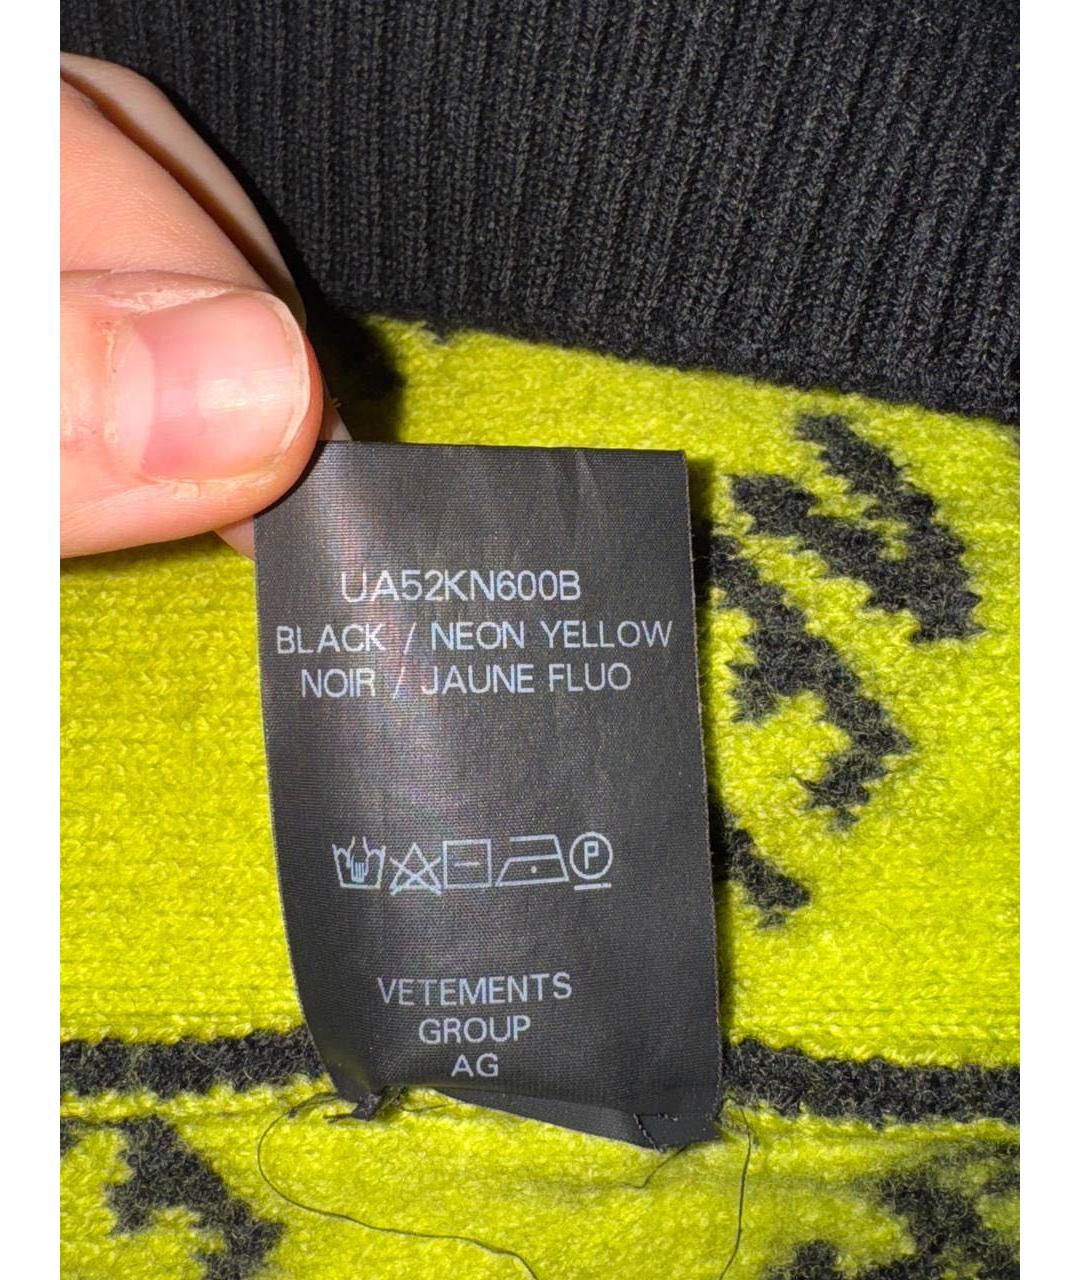 UA52KN600B
BLACK / NEON YELLOW
NOIR / JAUNE FLUO
P
VETEMENTS
GROUP
AG